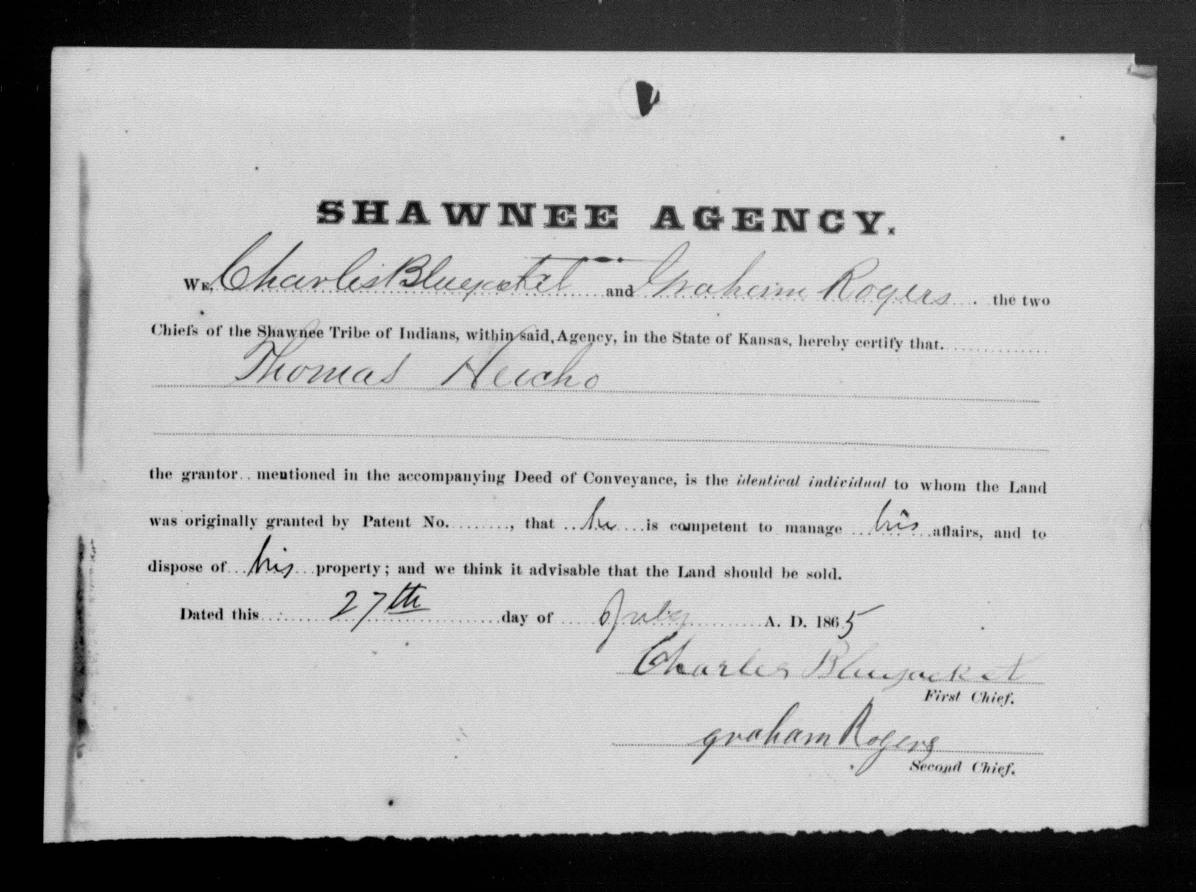 SHAWNEE AGENCY.
WE, Charles Bluejacket and Graham Rogers the two
Chiefs of the Shawnee Tribe of Indians, within said, Agency, in the State of Kansas, hereby certify that
Thomas
the grantor mentioned in the accompanying Deed of Conveyance, is the identical individual to whom the Land
was originally granted by Patent No. , that he is competent to manage his affairs, and to
dispose of his property; and we think it advisable that the Land should be sold.
Dated this 27th day of July A. D. 1865
Charles Bluejacket
First Chief.
graham Rogers
Second Chief.